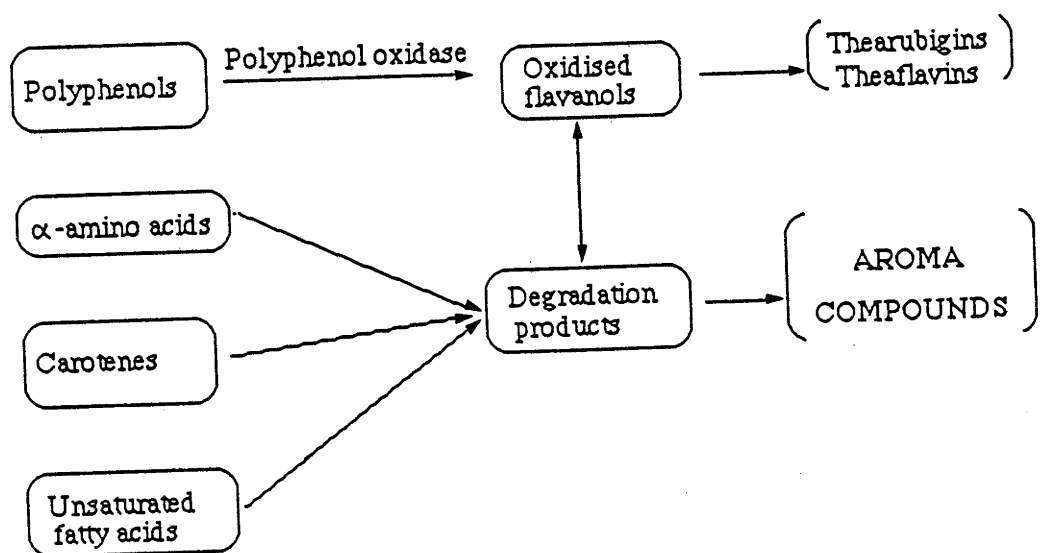 Polyphenols
Polyphenol oxidase
Oxidised
flavanols
Thearubigins
Theaflavins
α-amino acids
Carotenes
Unsaturated
fatty acids
Degradation
products
AROMA
COMPOUNDS